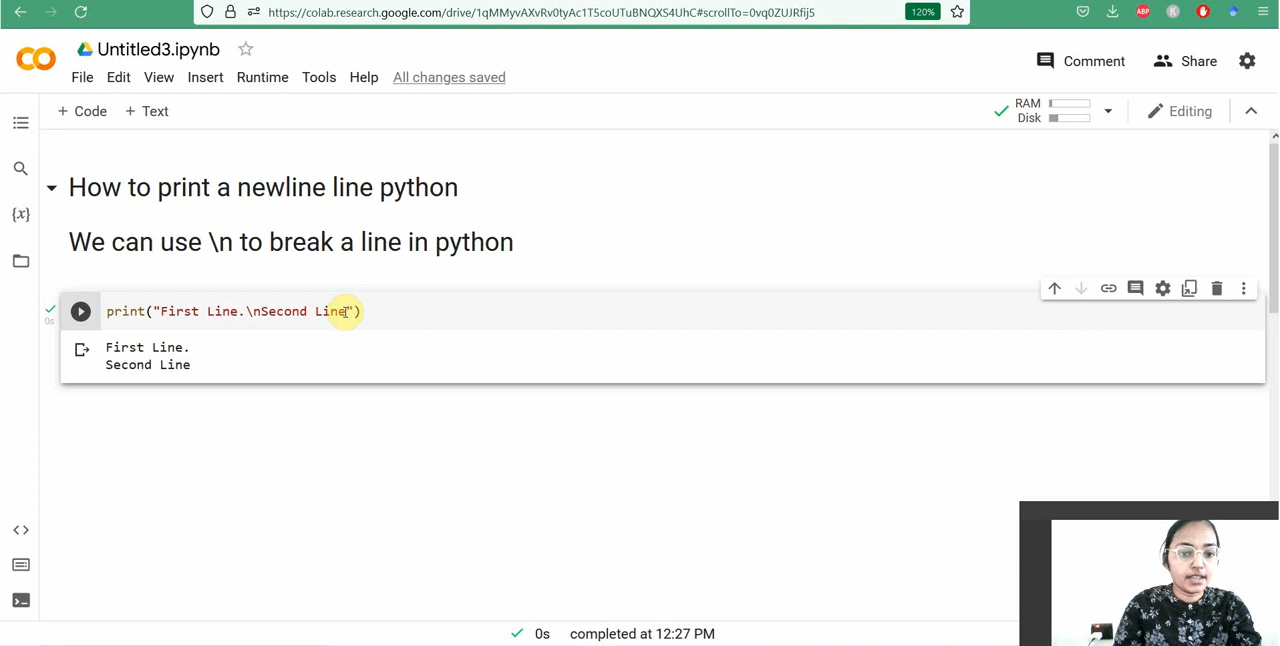 https://colab.research.google.com/drive/1qMMyvAXvRv0tyAc1T5coUTuBNQXS4UhC#scrollTo=0vq0ZUJRfij5 120%
ABP K
Untitled3.ipynb
File Edit View Insert Runtime Tools Help All changes saved
Comment Share
+ Code + Text
RAM
Disk
Editing
{x}
How to print a newline line python
We can use \n to break a line in python
print("First Line.\nSecond Line")
0s
First Line.
Second Line
0s completed at 12:27 PM